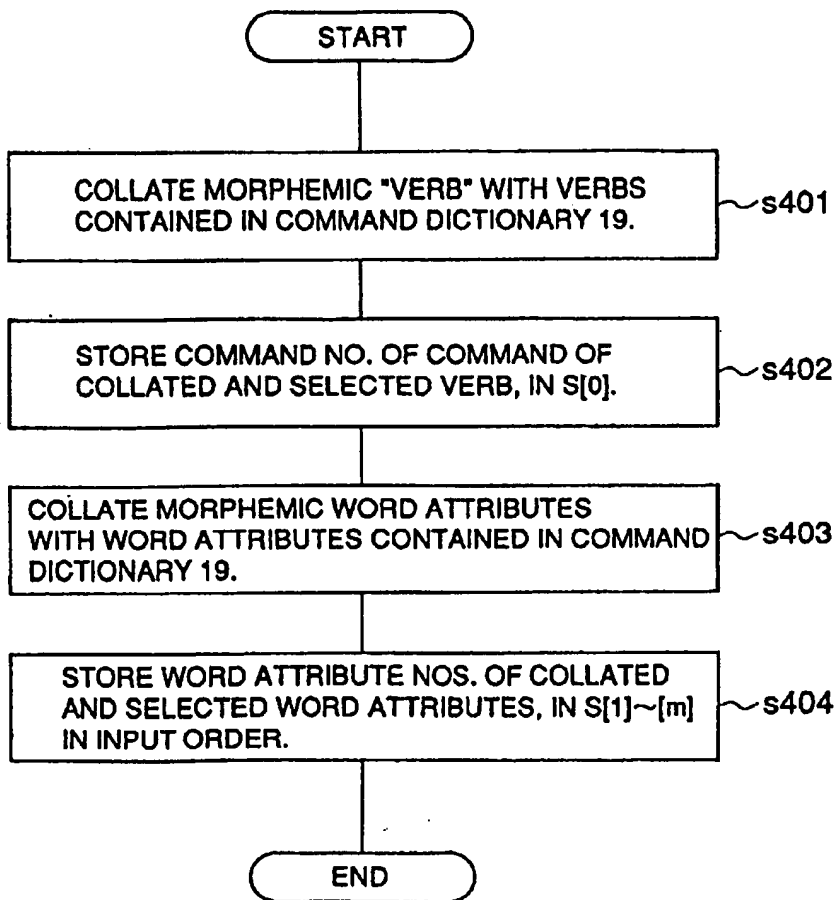 START
COLLATE MORPHEMIC "VERB" WITH VERBS
CONTAINED IN COMMAND DICTIONARY 19.
s401
STORE COMMAND NO. OF COMMAND OF
COLLATED AND SELECTED VERB, IN S[0].
s402
COLLATE MORPHEMIC WORD ATTRIBUTES
WITH WORD ATTRIBUTES CONTAINED IN COMMAND
DICTIONARY 19.
s403
STORE WORD ATTRIBUTE NOS. OF COLLATED
AND SELECTED WORD ATTRIBUTES, IN S[1]~[m]
IN INPUT ORDER.
s404
END